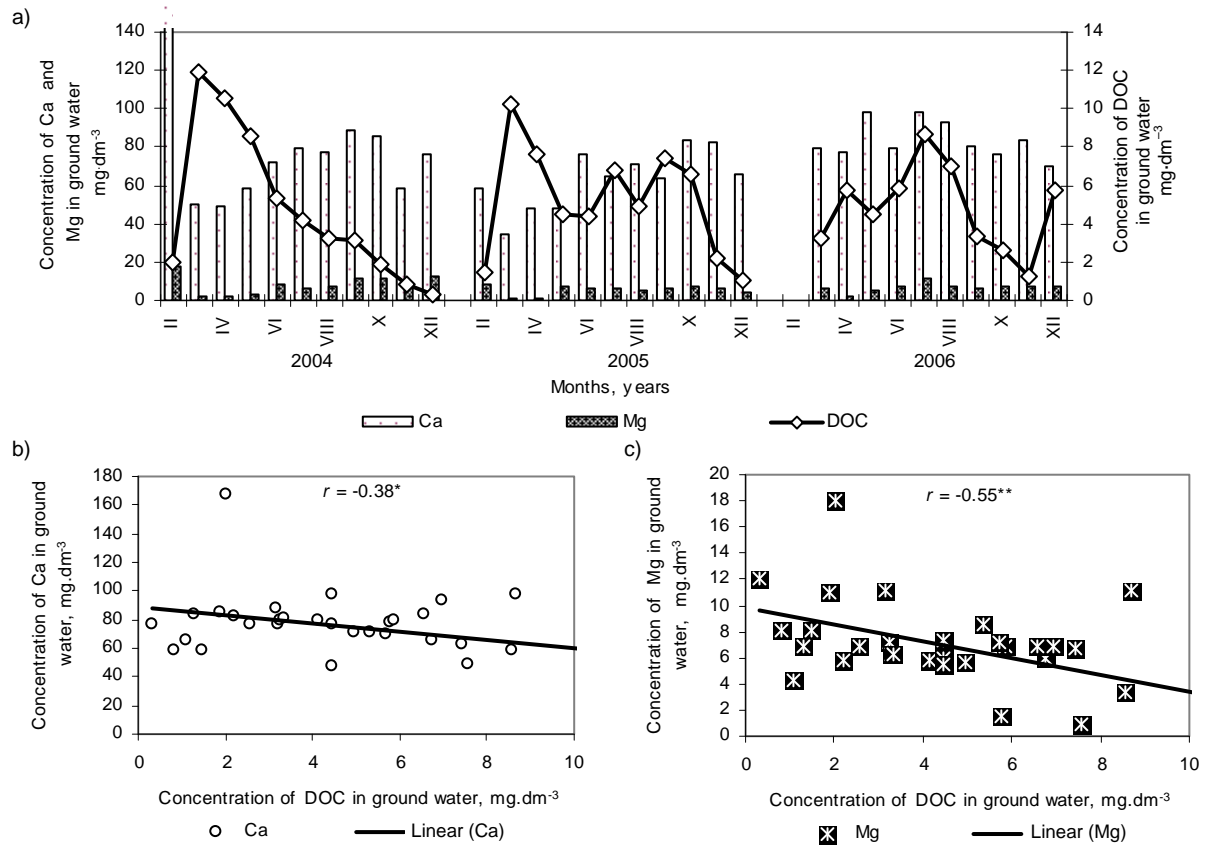 a)
Concentration of Ca and
Mg in ground water
mg·dm-3
140
120
100
80
60
40
20
0
14
12
10
8
6
4
2
0
Concentration of DOC
in ground water
mg·dm-3
II IV VI VIII X XII II IV VI VIII X XII II IV VI VIII X XII
2004 2005 2006
Months, years
Ca Mg DOC
b)
Concentration of Ca in ground
water, mg.dm-3
180
160
140
120
100
80
60
40
20
0
r = -0.38*
0 2 4 6 8 10
Concentration of DOC in ground water, mg.dm-3
Ca Linear (Ca)
c)
Concentration of Mg in ground
water, mg.dm-3
20
18
16
14
12
10
8
6
4
2
0
r = -0.55**
0 2 4 6 8 10
Concentration of DOC in ground water, mg.dm-3
Mg Linear (Mg)